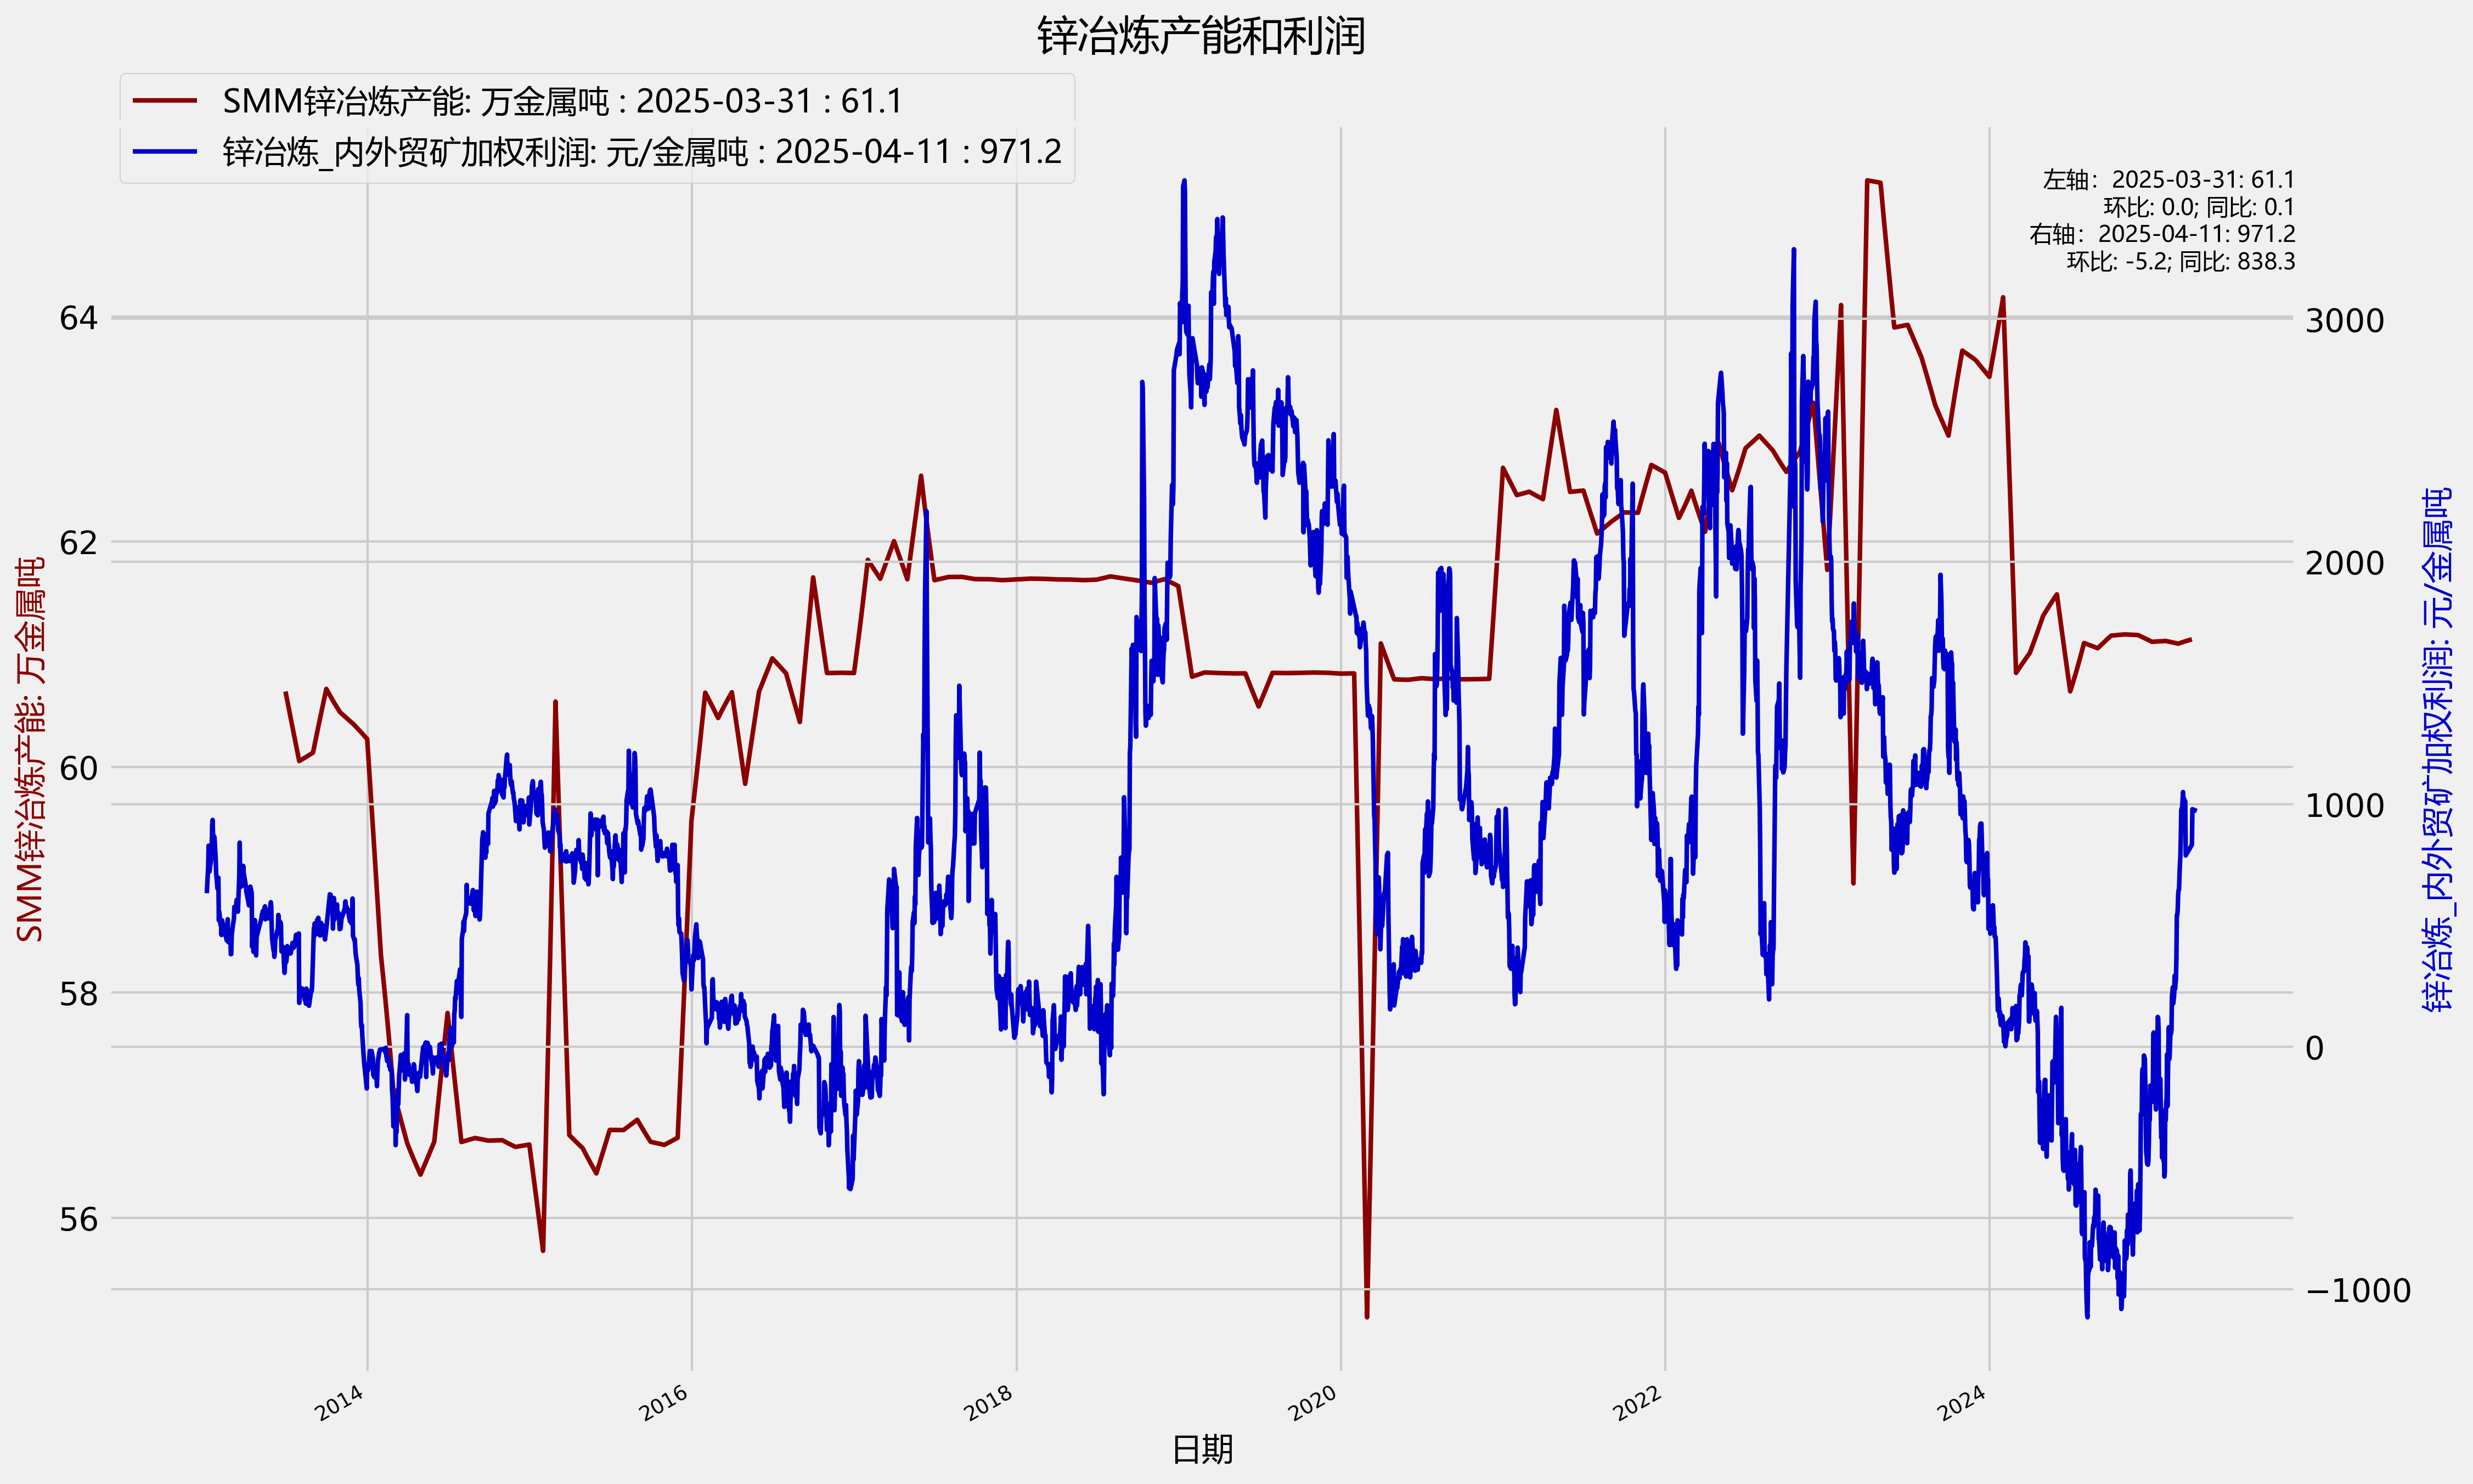 锌冶炼产能和利润
SMM锌冶炼产能: 万金属吨 : 2025-03-31 : 61.1
锌冶炼_内外贸矿加权利润: 元/金属吨 : 2025-04-11 : 971.2
左轴：2025-03-31: 61.1
环比: 0.0; 同比: 0.1
右轴：2025-04-11: 971.2
环比: -5.2; 同比: 838.3
SMM锌冶炼产能: 万金属吨
64
62
60
58
56
3000
2000
1000
0
−1000
锌冶炼_内外贸矿加权利润: 元/金属吨
2014
2016
2018
2020
2022
2024
日期